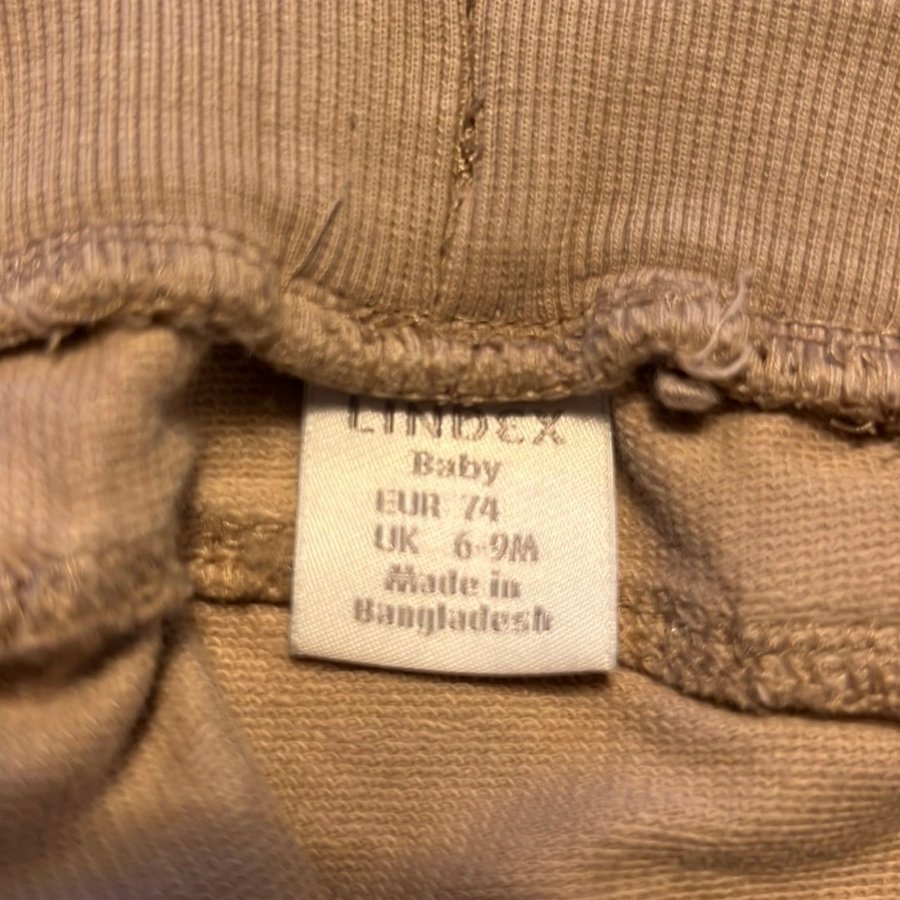 LINDEX
Baby
EUR 74
UK 6-9M
Made in
Bangladesh